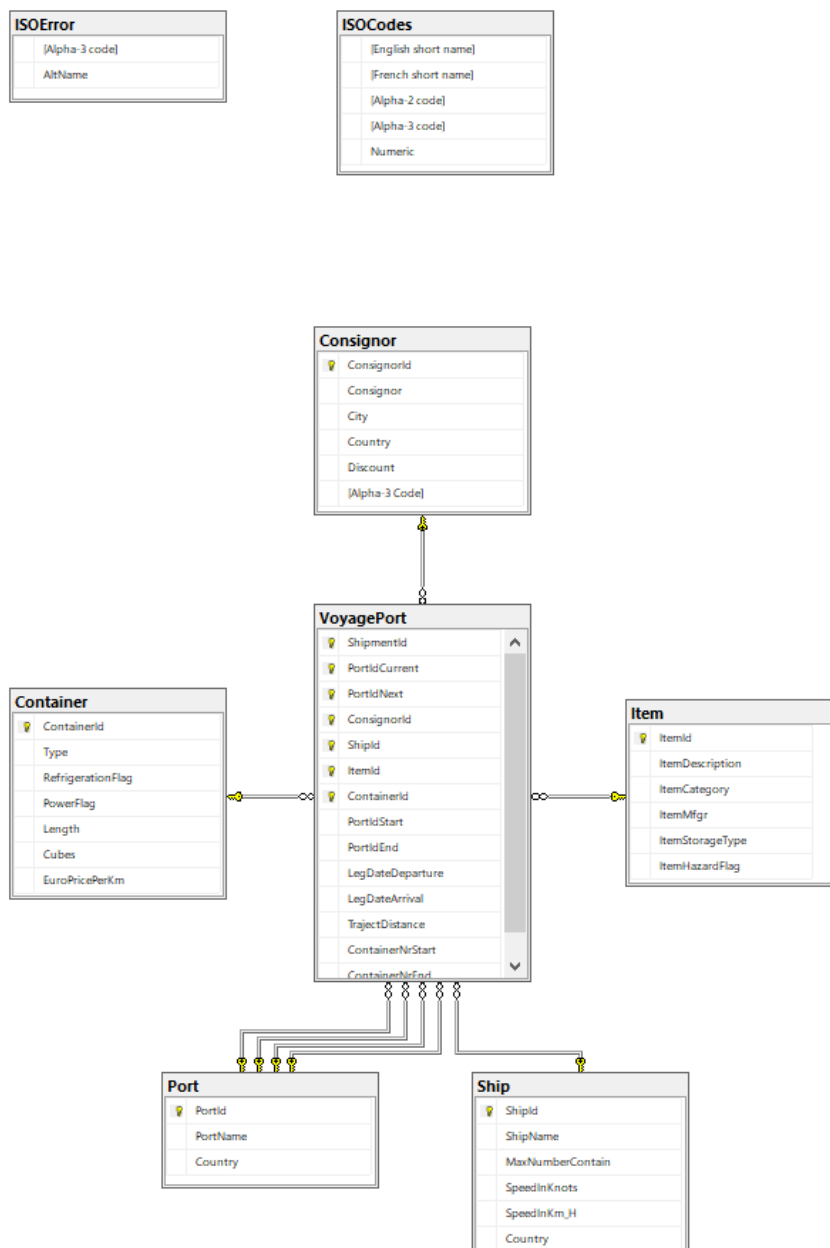 ISOError
[Alpha-3 code]
AltName
ISOCodes
[English short name]
[French short name]
[Alpha-2 code]
[Alpha-3 code]
Numeric
Consignor
ConsignorId
Consignor
City
Country
Discount
[Alpha-3 Code]
VoyagePort
ShipmentId
PortIdCurrent
PortIdNext
ConsignorId
ShipId
ItemId
ContainerId
PortIdStart
PortIdEnd
LegDateDeparture
LegDateArrival
TrajectDistance
ContainerNrStart
ContainerNrEnd
Container
ContainerId
Type
RefrigerationFlag
PowerFlag
Length
Cubes
EuroPricePerKm
Item
ItemId
ItemDescription
ItemCategory
ItemMfgr
ItemStorageType
ItemHazardFlag
Port
PortId
PortName
Country
Ship
ShipId
ShipName
MaxNumberContain
SpeedInKnots
SpeedInKm_H
Country